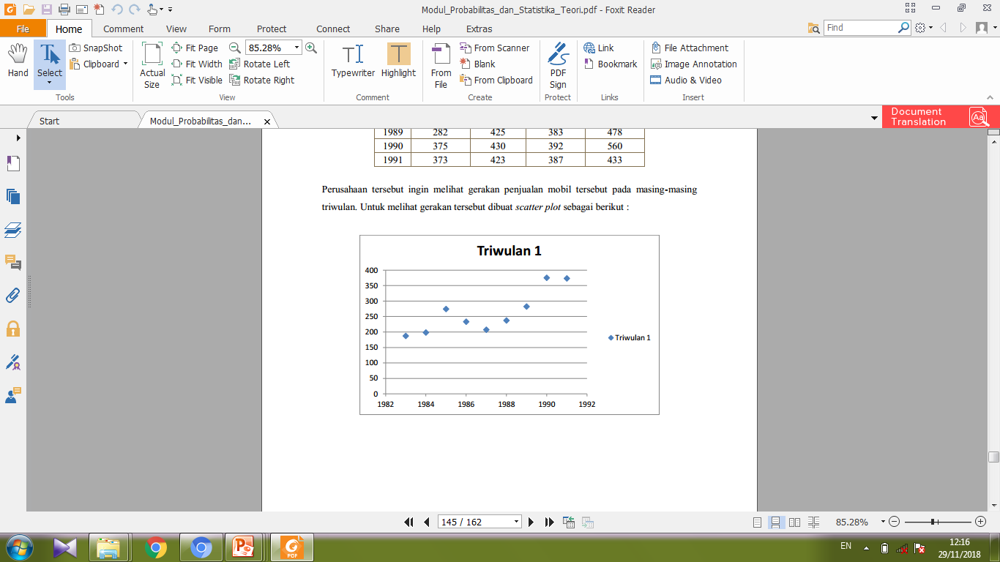 Modul_Probabilitas_dan_Statistika_Teori.pdf - Foxit Reader
File Home Comment View Form Protect Connect Share Help Extras Find
SnapShot Fit Page 85.28% From Scanner Link File Attachment
Clipboard Fit Width Rotate Left Blank Bookmark Image Annotation
Hand Select Actual Size Fit Visible Rotate Right Typewriter Highlight From File From Clipboard PDF Sign Audio & Video
Tools View Comment Create Protect Links Insert
Start Modul_Probabilitas_dan... Document
Translation
1989 282 425 383 478
1990 375 430 392 560
1991 373 423 387 433
Perusahaan tersebut ingin melihat gerakan penjualan mobil tersebut pada masing-masing
triwulan. Untuk melihat gerakan tersebut dibuat scatter plot sebagai berikut :
Triwulan 1
400
350
300
250
200
150
100
50
0
1982 1984 1986 1988 1990 1992
Triwulan 1
145 / 162 85.28%
PDF
EN 12:16
29/11/2018